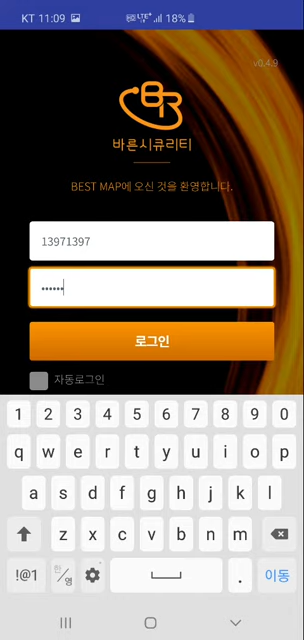 KT 11:09 LTE+ 18%
v0.4.9
BR
바른시큐리티
BEST MAP에 오신 것을 환영합니다.
13971397
••••••
로그인
자동로그인
1 2 3 4 5 6 7 8 9 0
q w e r t y u i o p
a s d f g h j k l
z x c v b n m
!@1 한/영 . 이동